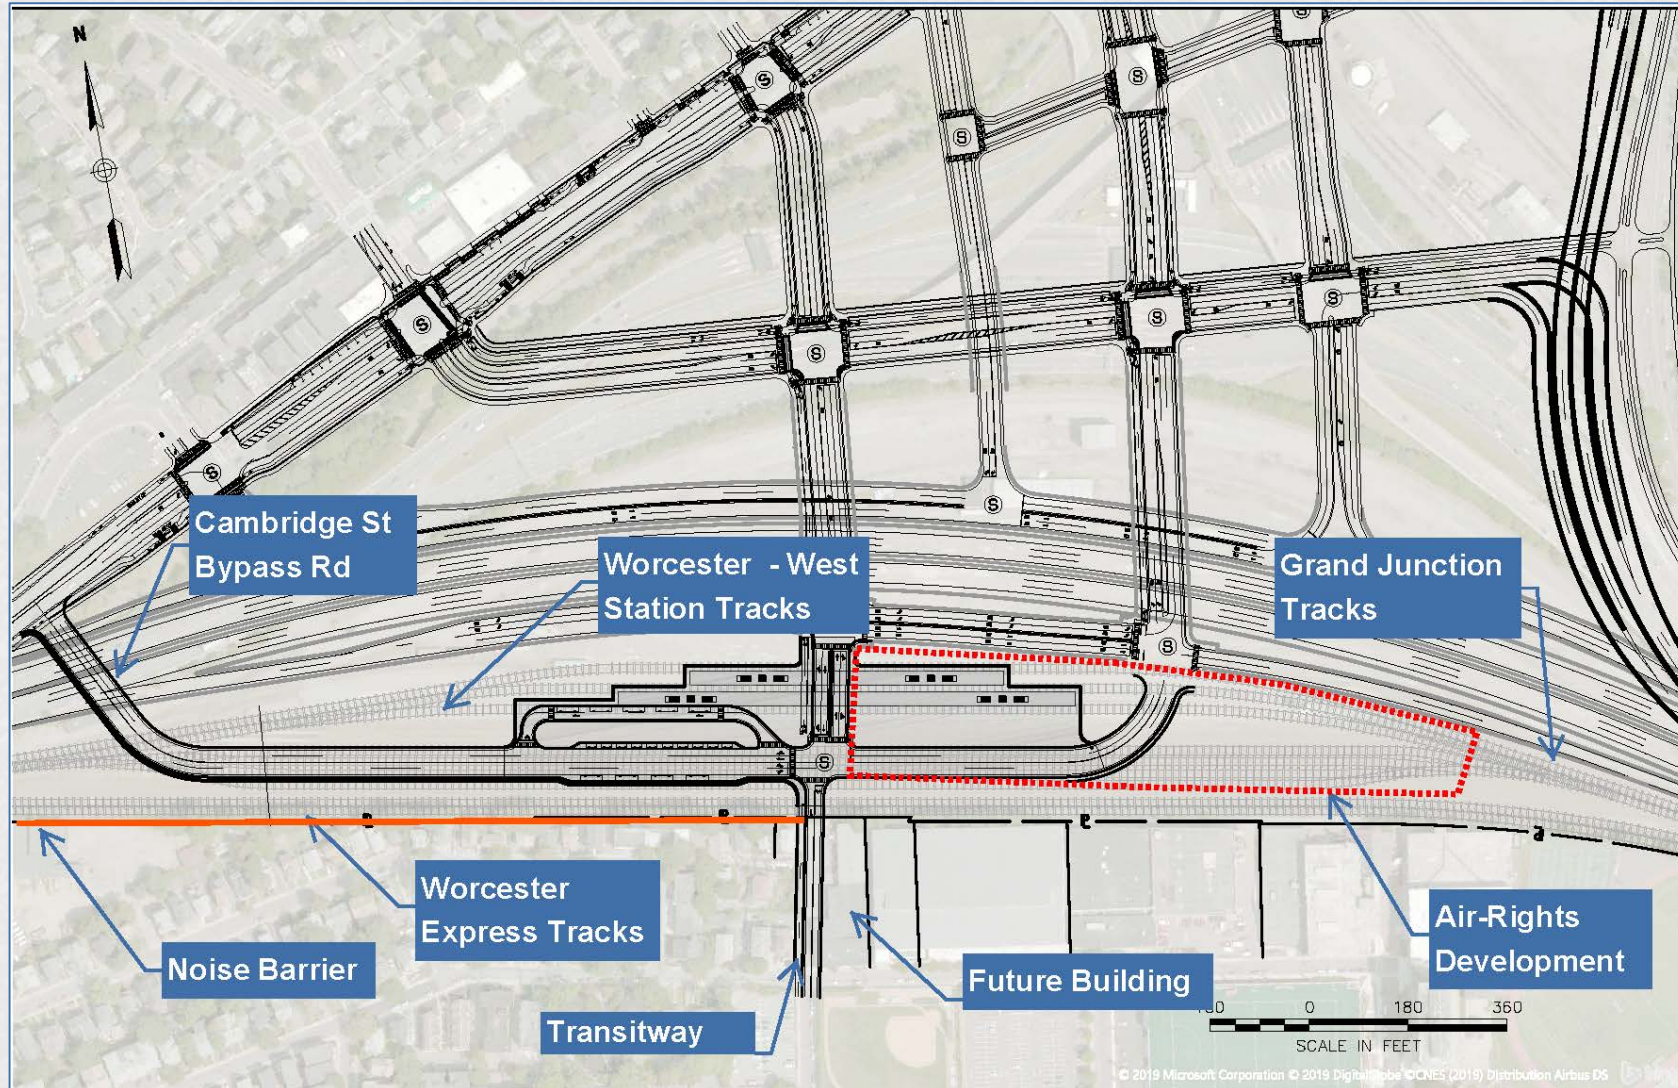 N
S
S
S
S
S
S
S
S
S
S
Cambridge St
Bypass Rd
Worcester - West
Station Tracks
Grand Junction
Tracks
S
S
Worcester
Express Tracks
Noise Barrier
Air-Rights
Development
Future Building
Transitway
0 180 360
SCALE IN FEET
© 2019 Microsoft Corporation © 2019 DigitalGlobe ©CNES (2019) Distribution Airbus DS